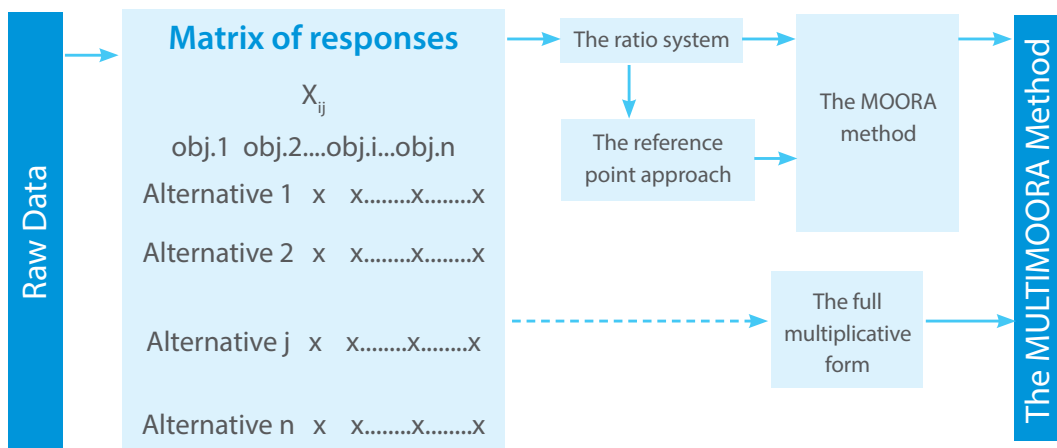 Raw Data
Matrix of responses
Xij
obj.1 obj.2....obj.i...obj.n
Alternative 1 x x........x........x
Alternative 2 x x........x........x
Alternative j x x........x........x
Alternative n x x........x........x
The ratio system
The reference
point approach
The MOORA
method
The full
multiplicative
form
The MULTIMOORA Method